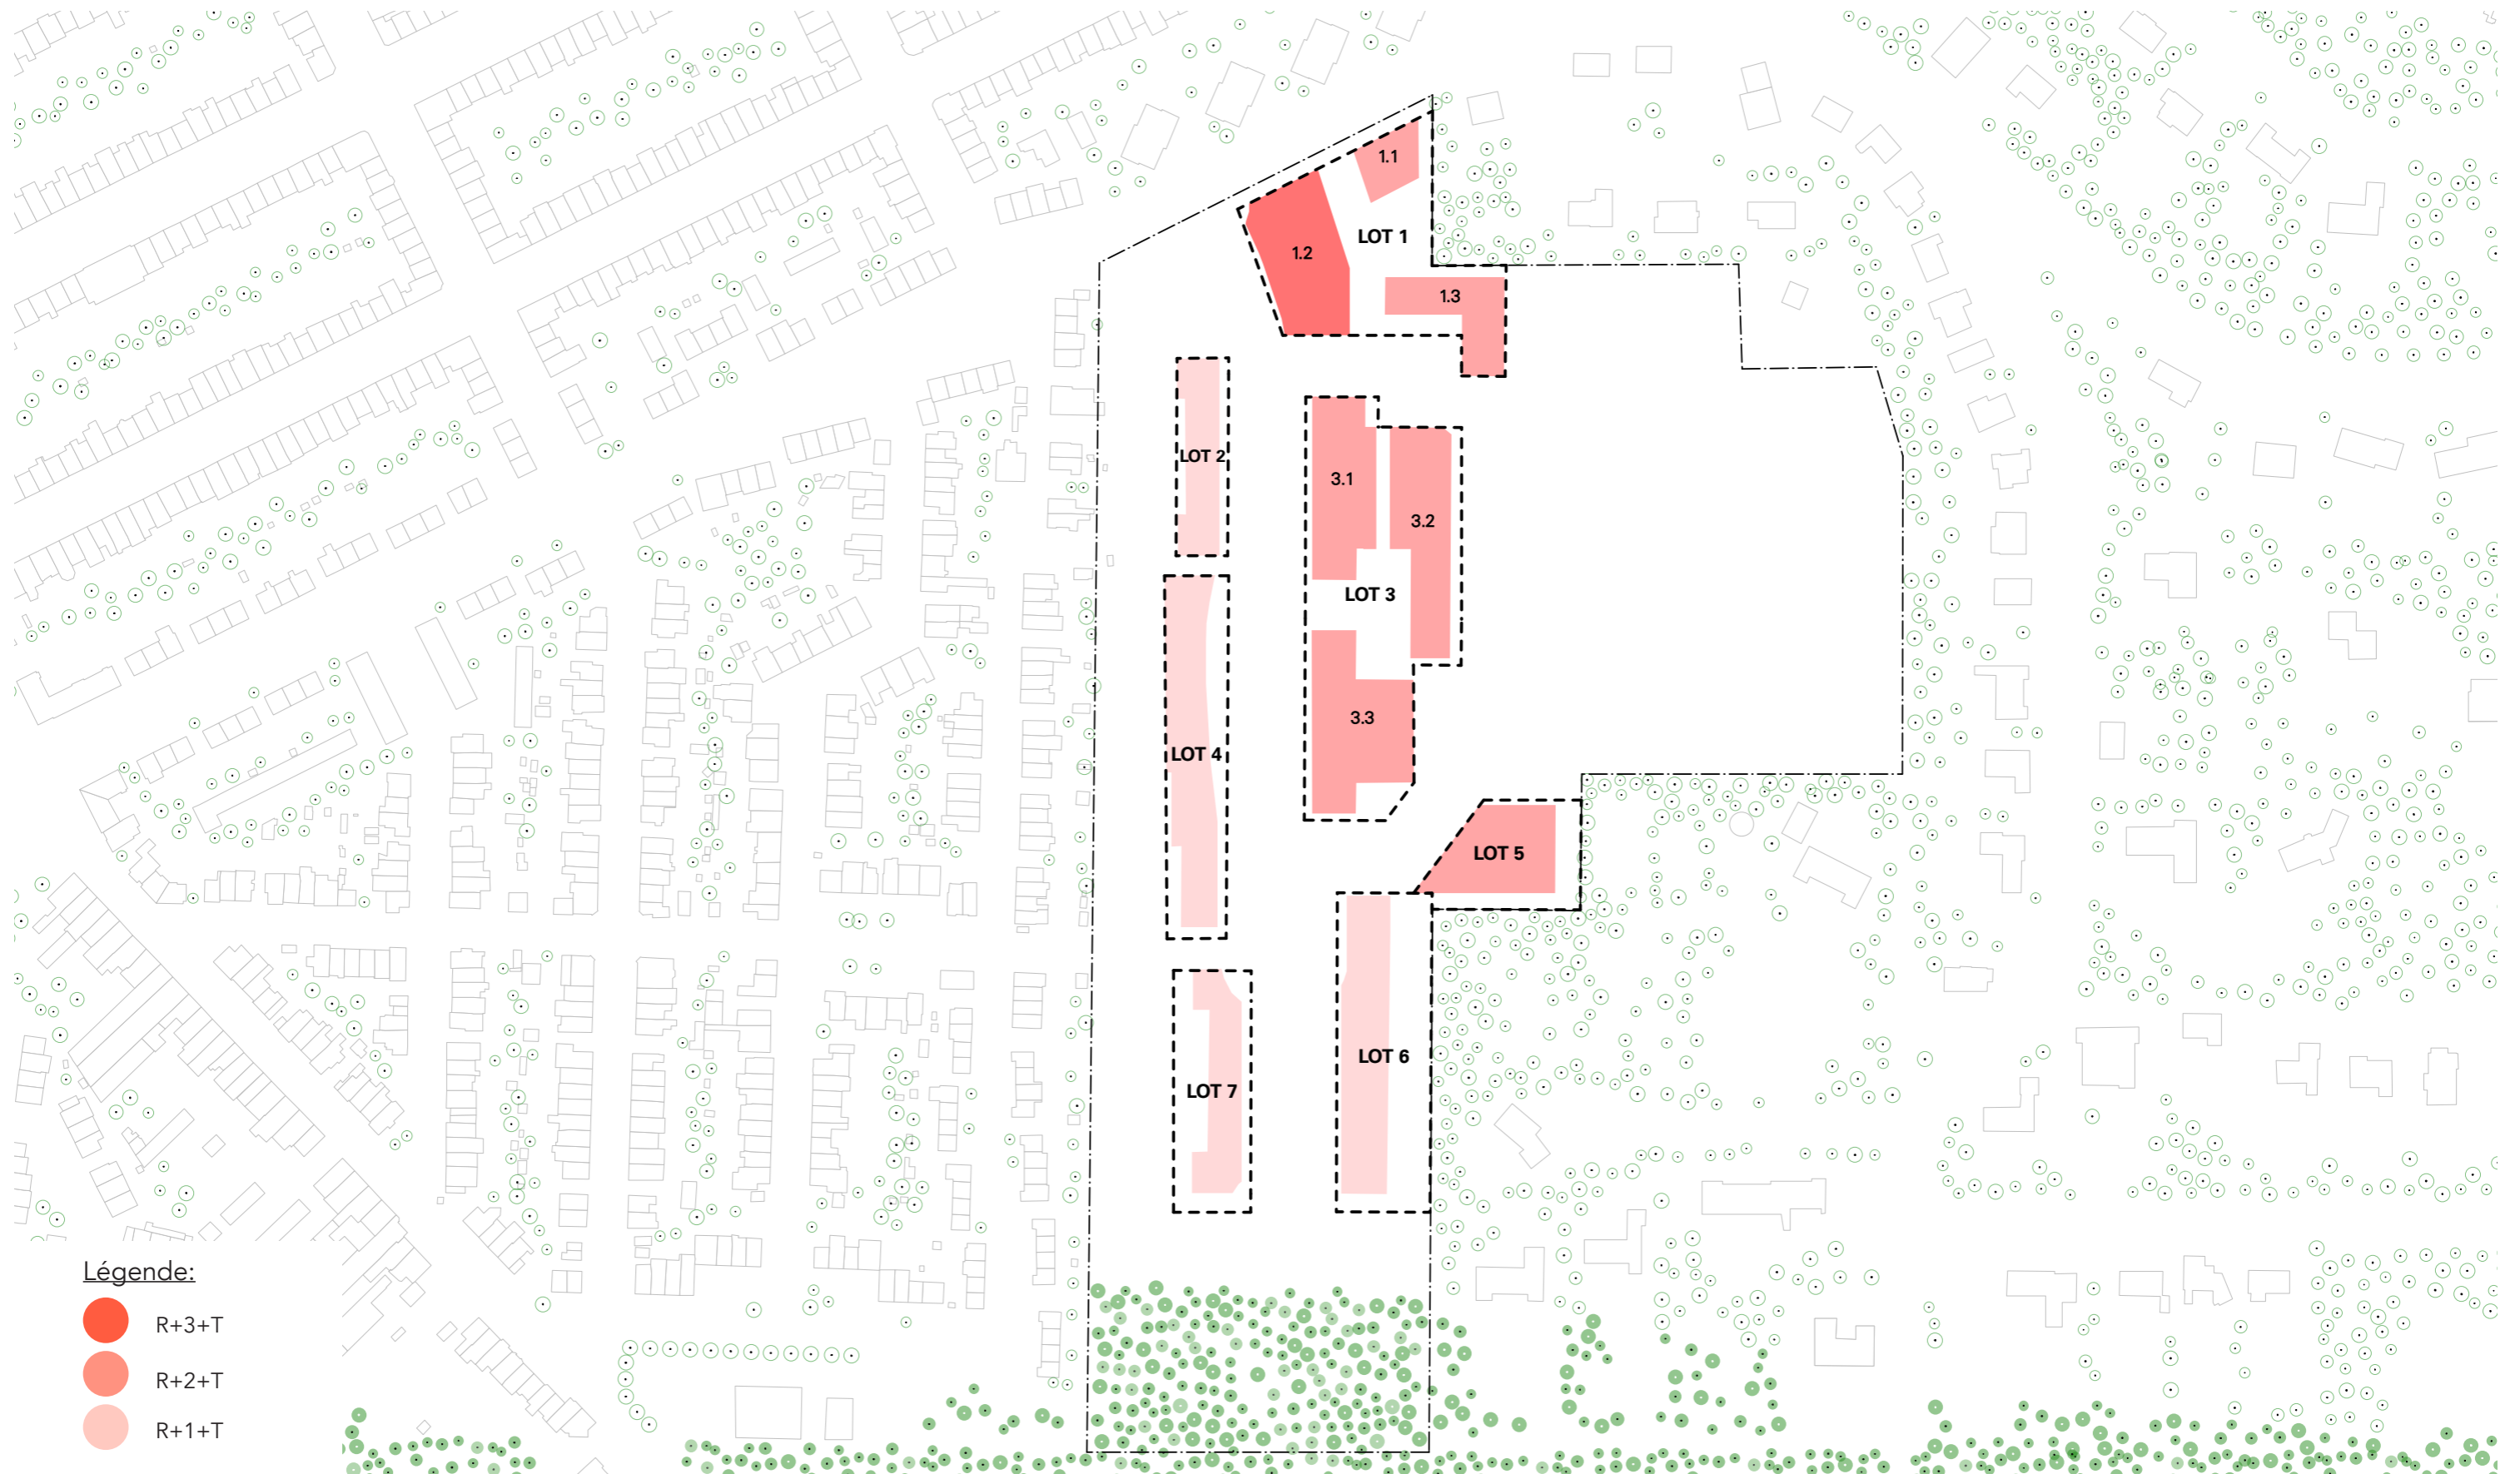 1.1
LOT 1
1.2
1.3
LOT 2
3.1
3.2
LOT 3
3.3
LOT 4
LOT 5
LOT 6
LOT 7
Légende:
R+3+T
R+2+T
R+1+T